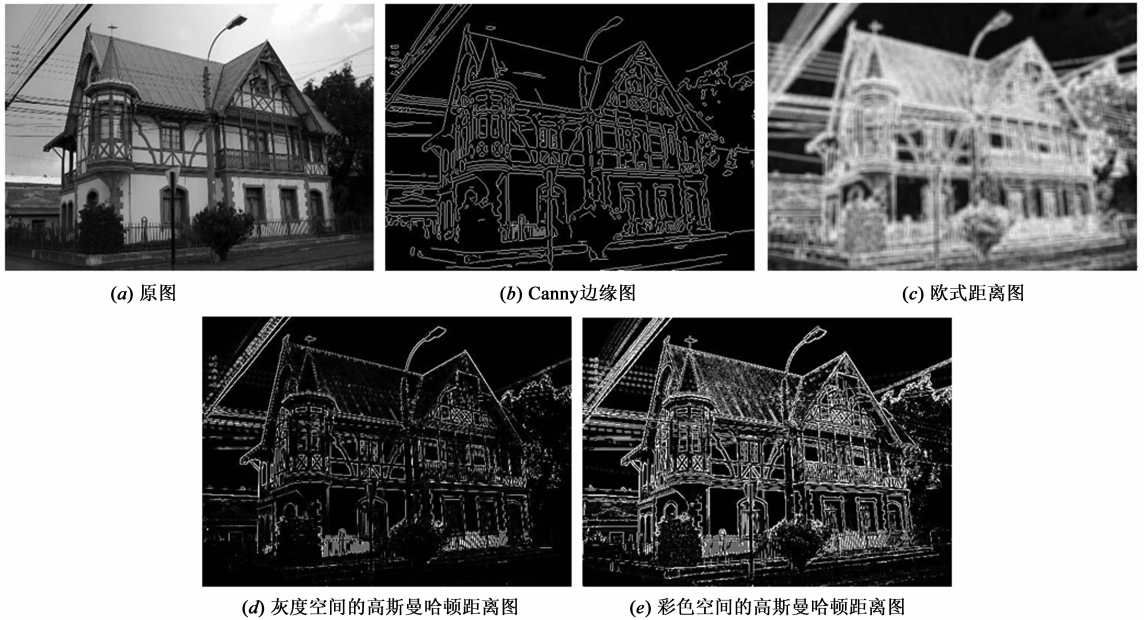 (a) 原图
(b) Canny边缘图
(c) 欧式距离图
(d) 灰度空间的高斯曼哈顿距离图
(e) 彩色空间的高斯曼哈顿距离图